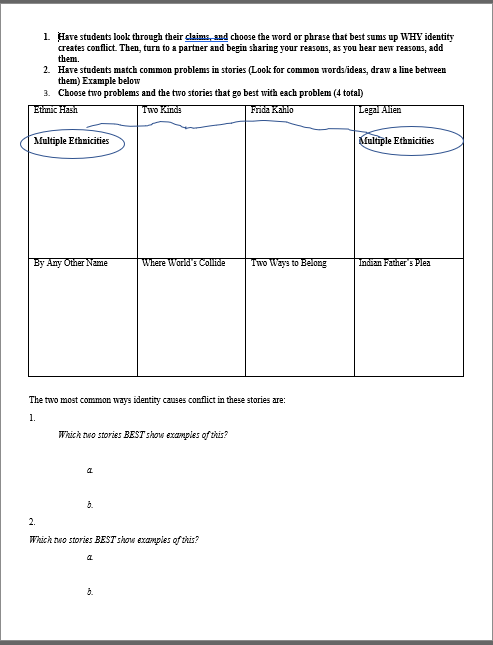 1. Have students look through their claims, and choose the word or phrase that best sums up WHY identity
creates conflict. Then, turn to a partner and begin sharing your reasons, as you hear new reasons, add
them.
2. Have students match common problems in stories (Look for common words/ideas, draw a line between
them) Example below
3. Choose two problems and the two stories that go best with each problem (4 total)
Ethnic Hash Two Kinds Frida Kahlo Legal Alien
Multiple Ethnicities Multiple Ethnicities
By Any Other Name Where World's Collide Two Ways to Belong Indian Father's Plea
The two most common ways identity causes conflict in these stories are:
1.
Which two stories BEST show examples of this?
a.
b.
2.
Which two stories BEST show examples of this?
a.
b.